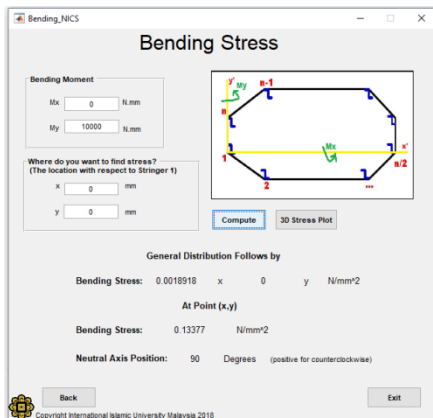 Bending_NICS
Bending Stress
Bending Moment
Mx 0 N.mm
My 10000 N.mm
Where do you want to find stress?
(The location with respect to Stringer 1)
x 0 mm
y 0 mm
y'
My
n-1
n
1
Mx
x'
n/2
2
...
Compute
3D Stress Plot
General Distribution Follows by
Bending Stress: 0.0018918 x 0 y N/mm^2
At Point (x,y)
Bending Stress: 0.13377 N/mm^2
Neutral Axis Position: 90 Degrees (positive for counterclockwise)
Back
Exit
Copyright International Islamic University Malaysia 2018